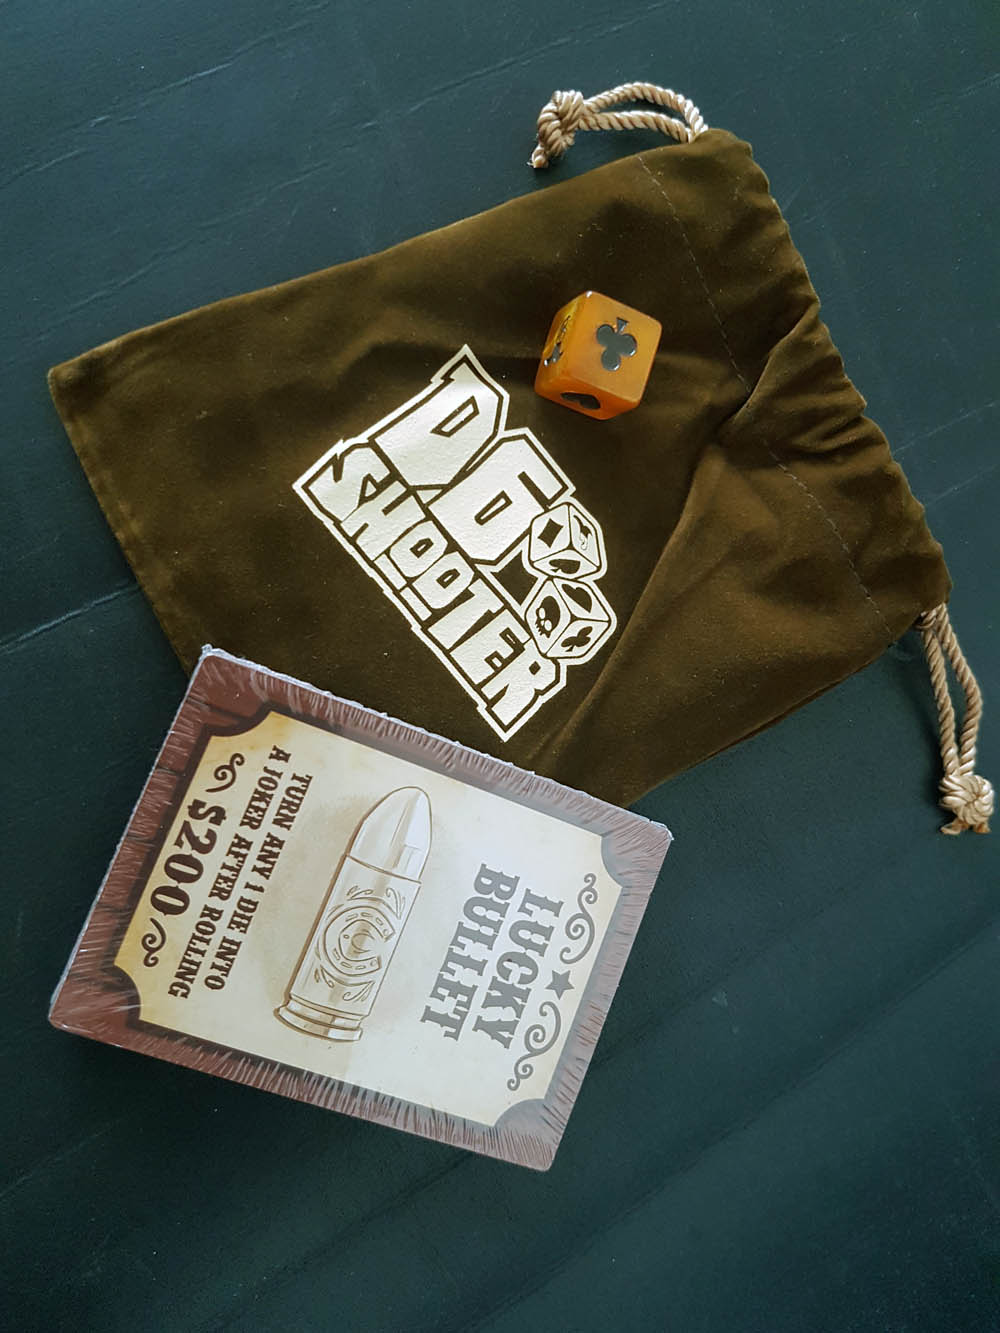 D6
SHOOTER
LUCKY
BULLET
TURN ANY 1 DIE INTO
A JOKER AFTER ROLLING
$200